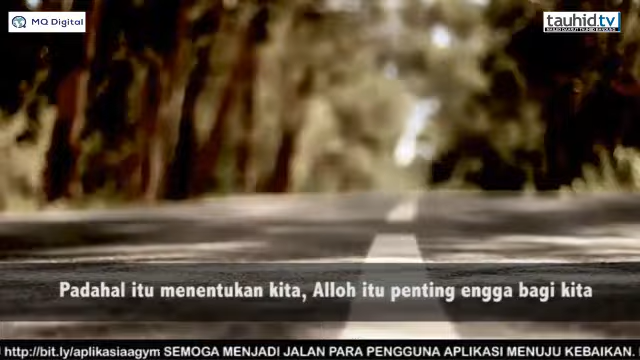 MQ Digital
tauhid.tv
Padahal itu menentukan kita, Alloh itu penting engga bagi kita
http://bit.ly/aplikasiaagym SEMOGA MENJADI JALAN PARA PENGGUNA APLIKASI MENUJU KEBAIKAN.